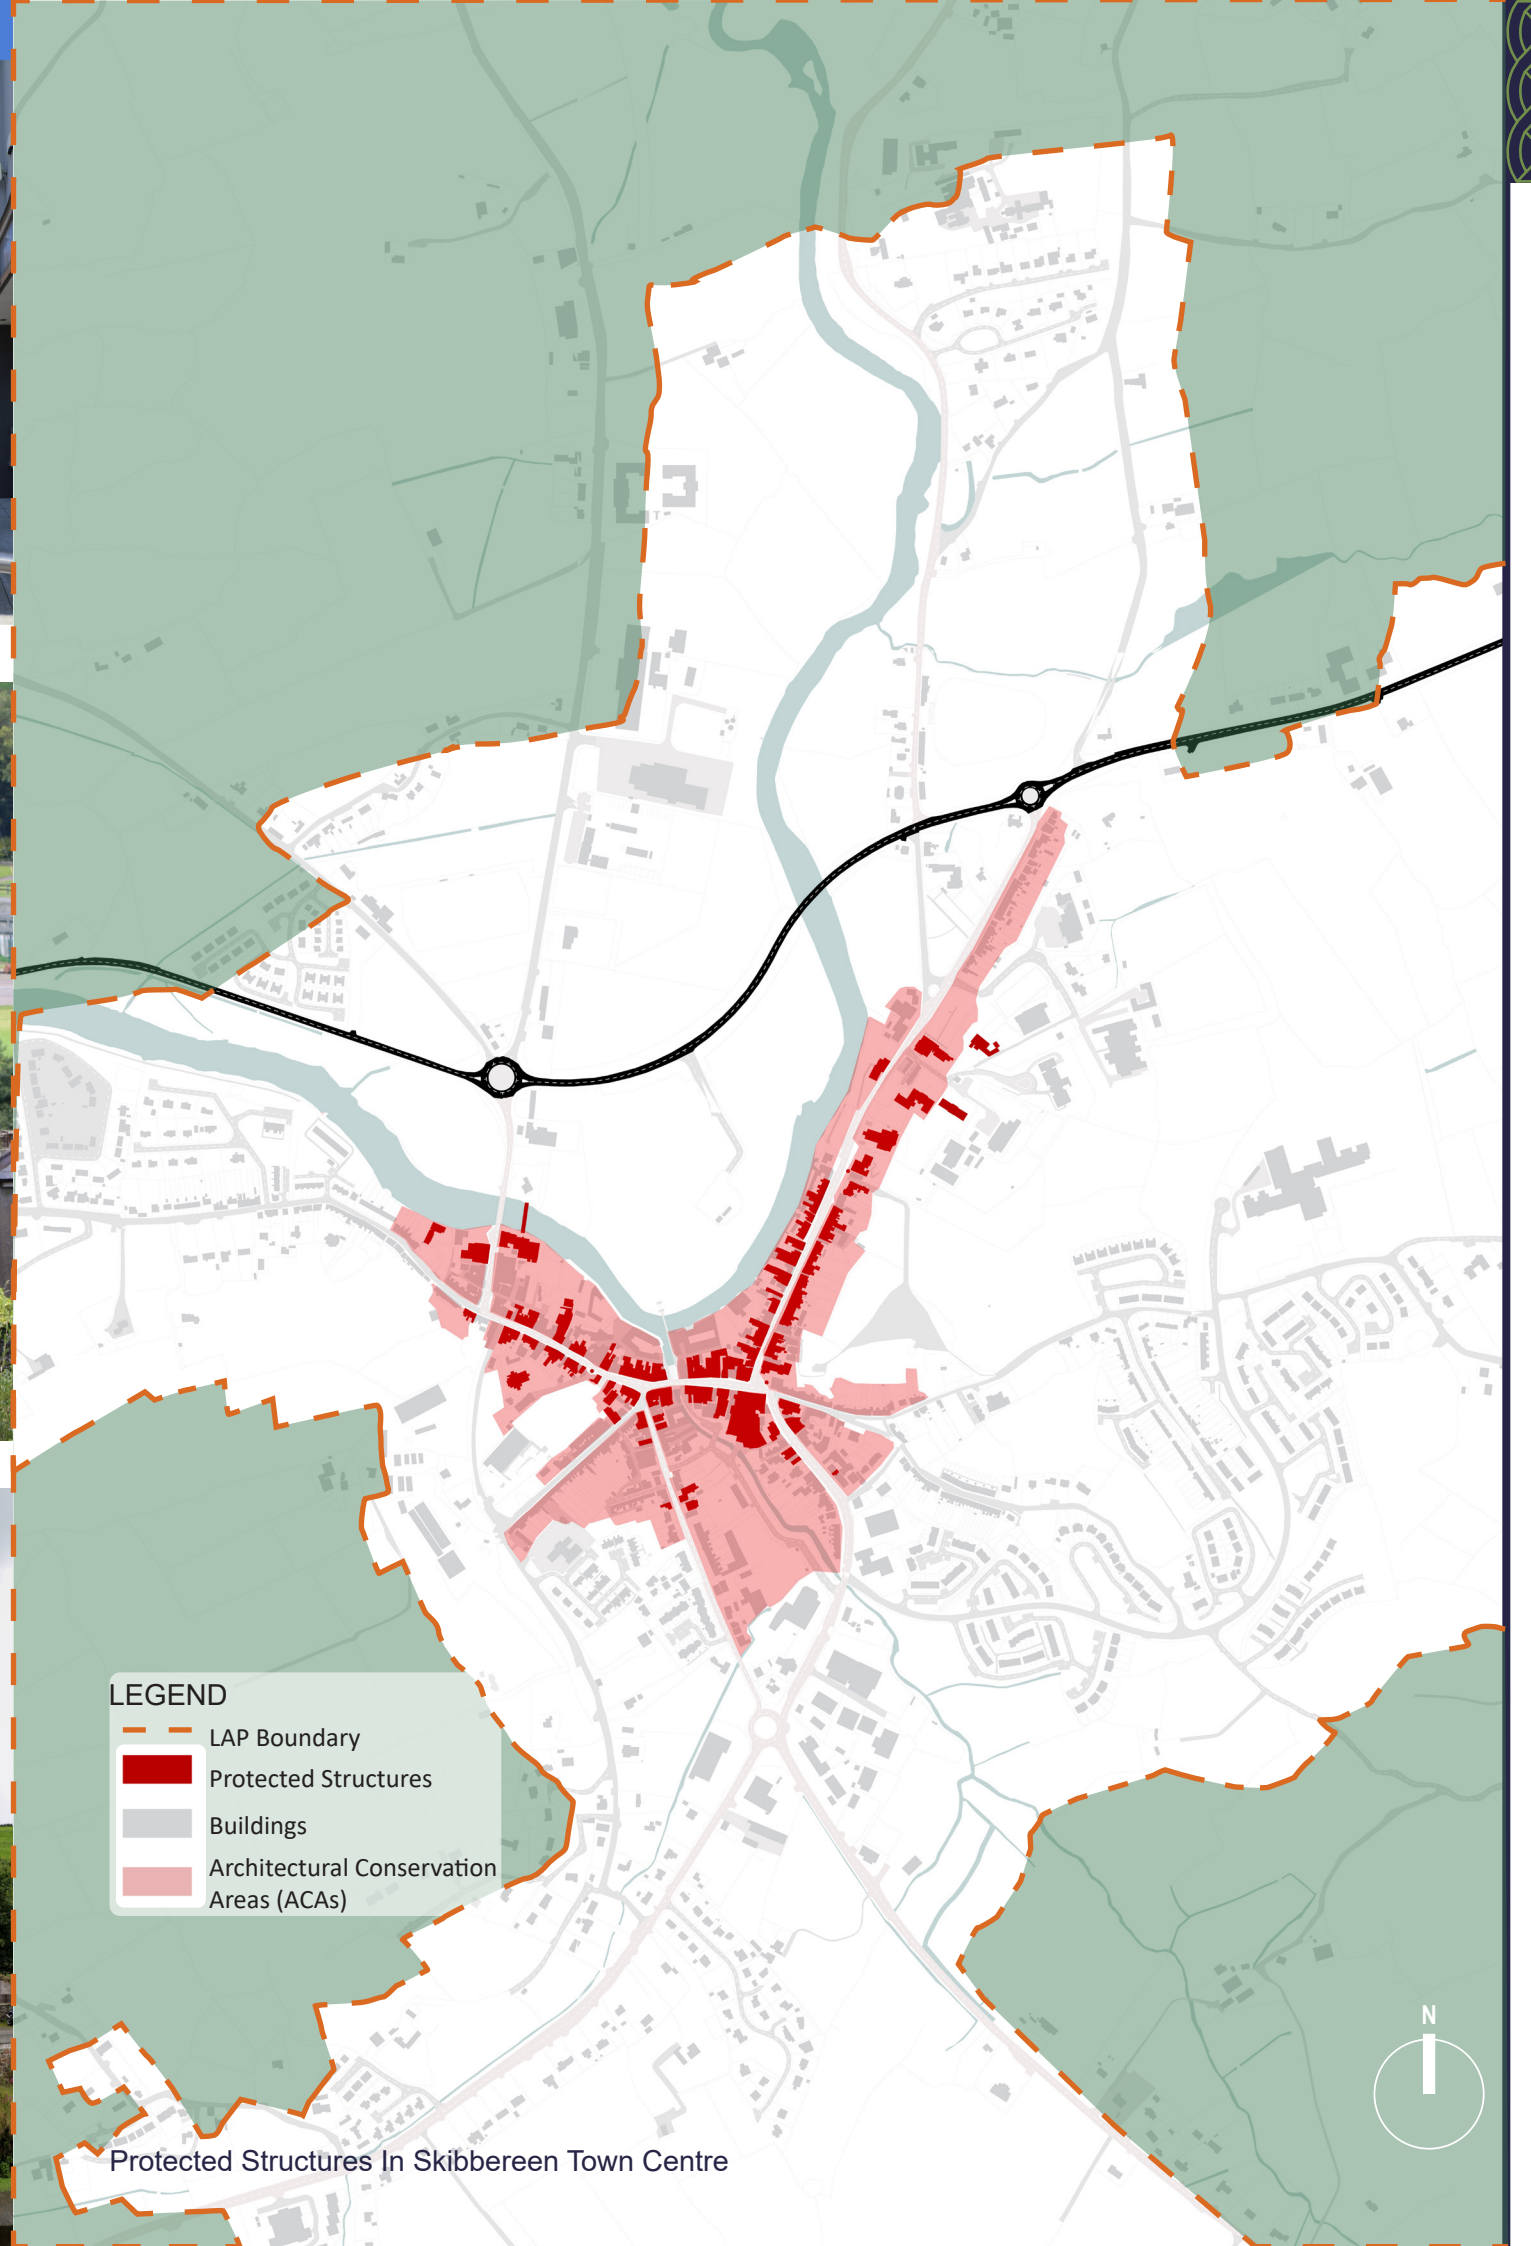 LEGEND
LAP Boundary
Protected Structures
Buildings
Architectural Conservation
Areas (ACAs)
N
Protected Structures In Skibbereen Town Centre